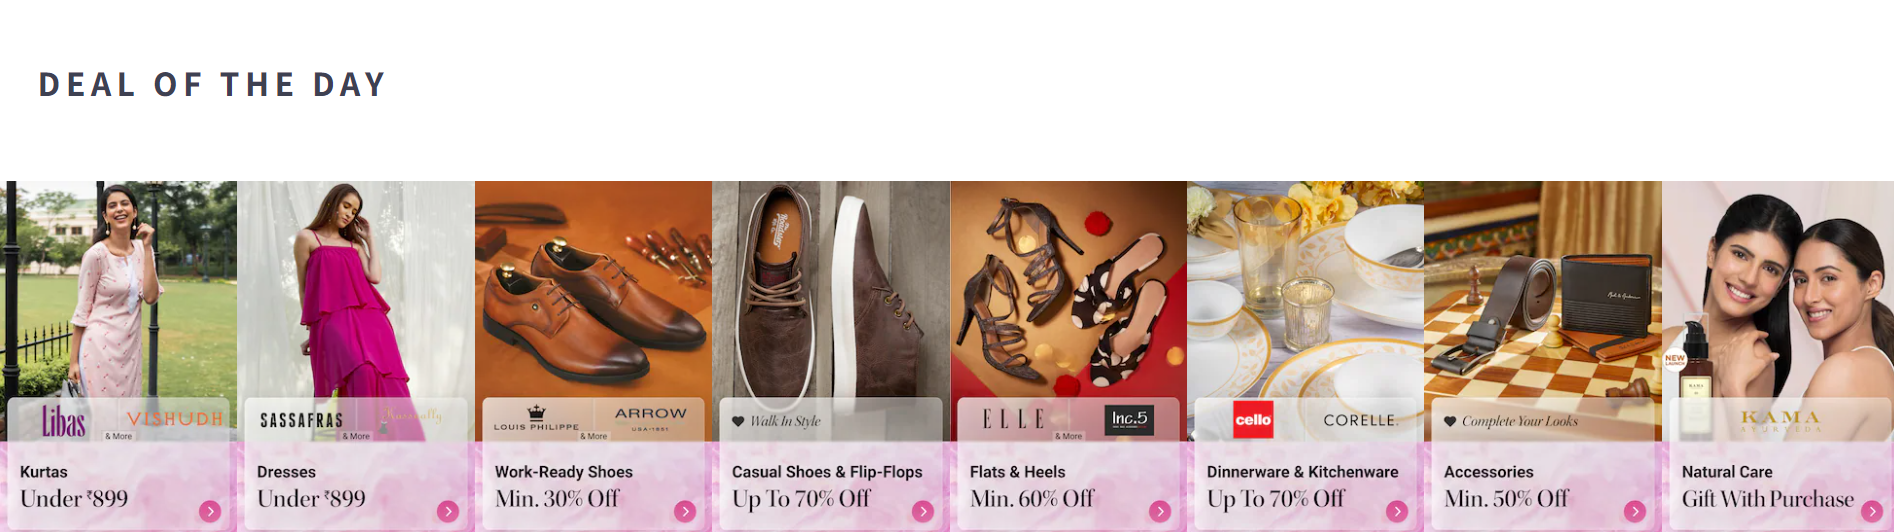 DEAL OF THE DAY
Libas
VISHUDH
& More
Kurtas
Under ₹899
SASSAFRAS
& More
Dresses
Under ₹899
LOUIS PHILIPPE
ARROW
USA • 1851
& More
Work-Ready Shoes
Min. 30% Off
Walk In Style
Casual Shoes & Flip-Flops
Up To 70% Off
ELLE
Inc.5
& More
Flats & Heels
Min. 60% Off
cello
CORELLE.
Dinnerware & Kitchenware
Up To 70% Off
Complete Your Looks
Accessories
Min. 50% Off
NEW
LAUNCH
KAMA
KAMA
AYURVEDA
Natural Care
Gift With Purchase